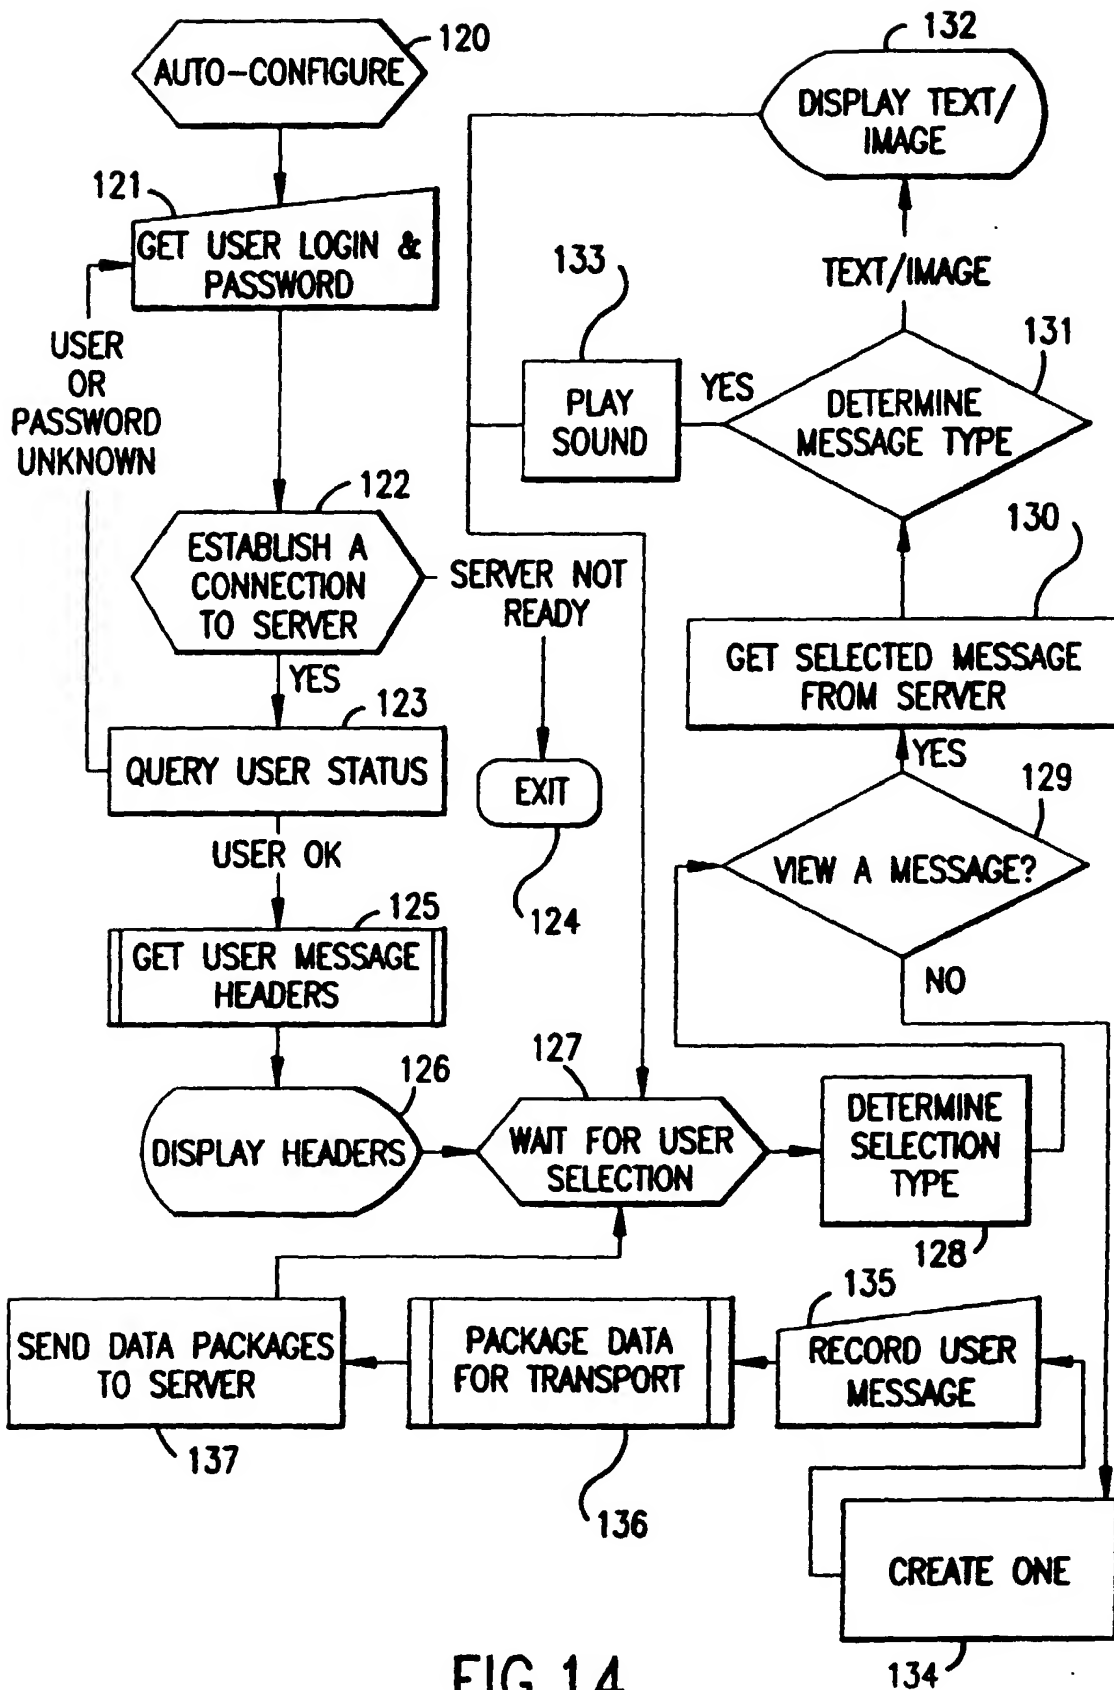 120
AUTO-CONFIGURE
121
GET USER LOGIN &
PASSWORD
USER
OR
PASSWORD
UNKNOWN
122
ESTABLISH A
CONNECTION
TO SERVER
SERVER NOT
READY
YES
123
QUERY USER STATUS
EXIT
124
USER OK
125
GET USER MESSAGE
HEADERS
126
DISPLAY HEADERS
127
WAIT FOR USER
SELECTION
DETERMINE
SELECTION
TYPE
128
VIEW A MESSAGE?
129
YES
NO
GET SELECTED MESSAGE
FROM SERVER
130
DETERMINE
MESSAGE TYPE
131
YES
133
PLAY
SOUND
TEXT/IMAGE
132
DISPLAY TEXT/
IMAGE
CREATE ONE
134
135
RECORD USER
MESSAGE
PACKAGE DATA
FOR TRANSPORT
136
SEND DATA PACKAGES
TO SERVER
137
FIG.14